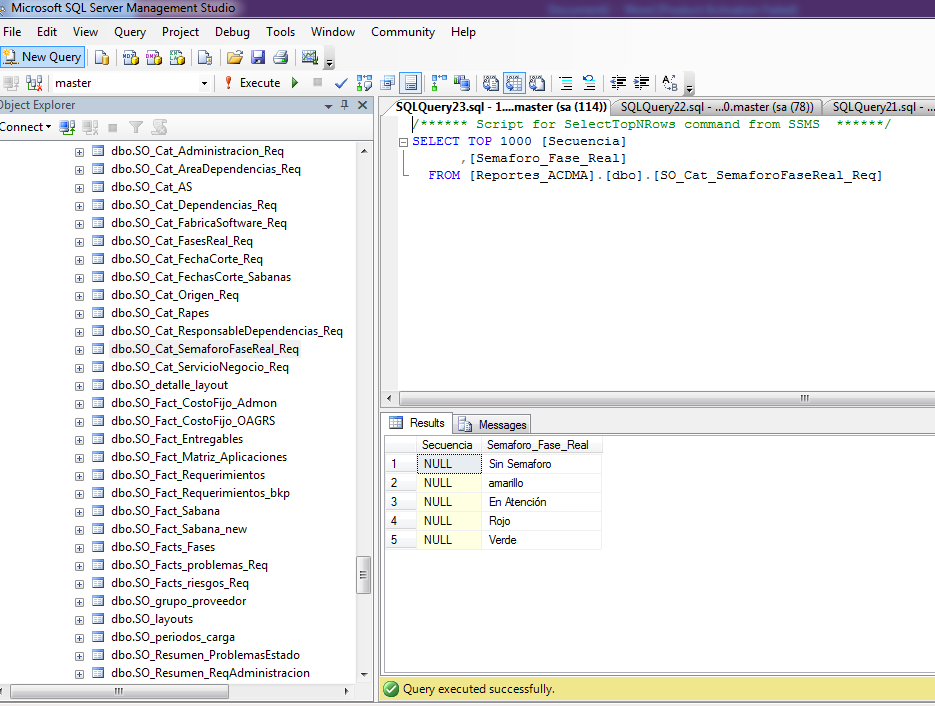 Microsoft SQL Server Management Studio
File Edit View Query Project Debug Tools Window Community Help
New Query
master Execute
Object Explorer
Connect
dbo.SO_Cat_Administracion_Req
dbo.SO_Cat_AreaDependencias_Req
dbo.SO_Cat_AS
dbo.SO_Cat_Dependencias_Req
dbo.SO_Cat_FabricaSoftware_Req
dbo.SO_Cat_FasesReal_Req
dbo.SO_Cat_FechaCorte_Req
dbo.SO_Cat_FechasCorte_Sabanas
dbo.SO_Cat_Origen_Req
dbo.SO_Cat_Rapes
dbo.SO_Cat_ResponsableDependencias_Req
dbo.SO_Cat_SemaforoFaseReal_Req
dbo.SO_Cat_ServicioNegocio_Req
dbo.SO_detalle_layout
dbo.SO_Fact_CostoFijo_Admon
dbo.SO_Fact_CostoFijo_OAGRS
dbo.SO_Fact_Entregables
dbo.SO_Fact_Matriz_Aplicaciones
dbo.SO_Fact_Requerimientos
dbo.SO_Fact_Requerimientos_bkp
dbo.SO_Fact_Sabana
dbo.SO_Fact_Sabana_new
dbo.SO_Facts_Fases
dbo.SO_Facts_problemas_Req
dbo.SO_Facts_riesgos_Req
dbo.SO_grupo_proveedor
dbo.SO_layouts
dbo.SO_periodos_carga
dbo.SO_Resumen_ProblemasEstado
dbo.SO_Resumen_ReqAdministracion
SQLQuery23.sql - 1....master (sa (114)) SQLQuery22.sql - ...0.master (sa (78)) SQLQuery21.sql - ...
/****** Script for SelectTopNRows command from SSMS ******/
SELECT TOP 1000 [Secuencia]
,[Semaforo_Fase_Real]
FROM [Reportes_ACDMA].[dbo].[SO_Cat_SemaforoFaseReal_Req]
Results Messages
Secuencia Semaforo_Fase_Real
1 NULL Sin Semaforo
2 NULL amarillo
3 NULL En Atención
4 NULL Rojo
5 NULL Verde
Query executed successfully.